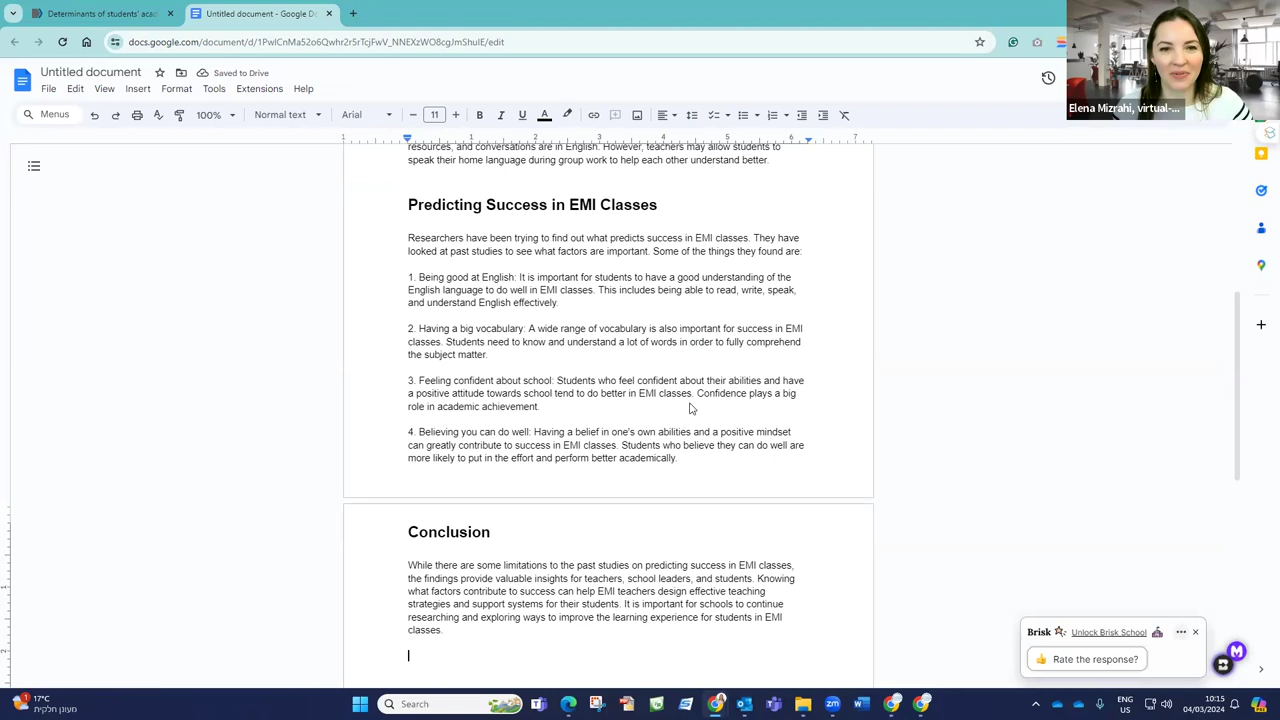 Determinants of students' acad
Untitled document - Google Do
docs.google.com/document/d/1PwlCnMa52o6Qwhr2r5rTcjFwV_NNEXzWO8cgJmShulE/edit
Untitled document
Saved to Drive
File Edit View Insert Format Tools Extensions Help
Menus
100%
Normal text
Arial
11
B I U A
1 1 2 3 4 5 6 7
Elena Mizrahi, virtual-...
resources, and conversations are in English. However, teachers may allow students to
speak their home language during group work to help each other understand better.
Predicting Success in EMI Classes
Researchers have been trying to find out what predicts success in EMI classes. They have
looked at past studies to see what factors are important. Some of the things they found are:
1. Being good at English: It is important for students to have a good understanding of the
English language to do well in EMI classes. This includes being able to read, write, speak,
and understand English effectively.
2. Having a big vocabulary: A wide range of vocabulary is also important for success in EMI
classes. Students need to know and understand a lot of words in order to fully comprehend
the subject matter.
3. Feeling confident about school: Students who feel confident about their abilities and have
a positive attitude towards school tend to do better in EMI classes. Confidence plays a big
role in academic achievement.
4. Believing you can do well: Having a belief in one's own abilities and a positive mindset
can greatly contribute to success in EMI classes. Students who believe they can do well are
more likely to put in the effort and perform better academically.
Conclusion
While there are some limitations to the past studies on predicting success in EMI classes,
the findings provide valuable insights for teachers, school leaders, and students. Knowing
what factors contribute to success can help EMI teachers design effective teaching
strategies and support systems for their students. It is important for schools to continue
researching and exploring ways to improve the learning experience for students in EMI
classes.
Brisk Unlock Brisk School
Rate the response?
17°C
מעונן חלקית
Search
ENG
US
10:15
04/03/2024